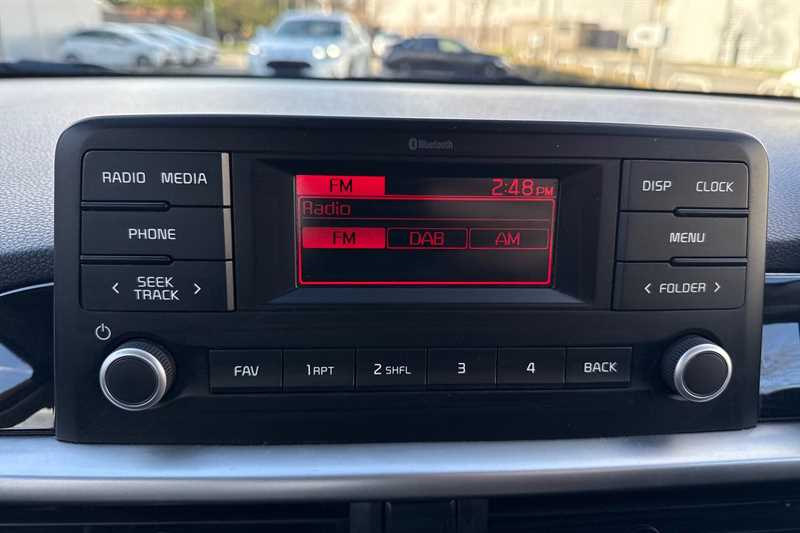 Bluetooth
RADIO MEDIA
PHONE
< SEEK TRACK >
FM 2:48 PM
Radio
FM DAB AM
DISP CLOCK
MENU
< FOLDER >
FAV 1 RPT 2 SHFL 3 4 BACK